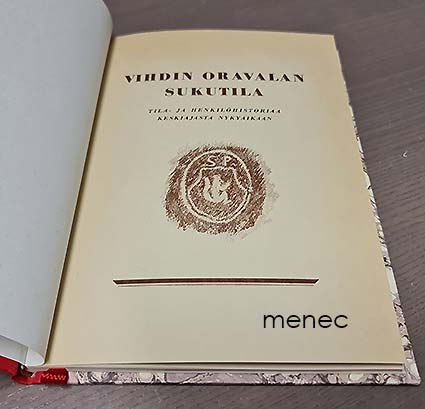 VIHDIN ORAVALAN
SUKUTILA
TILA- JA HENKILÖHISTORIAA
KESKIAJASTA NYKYAIKAAN
S P
menec